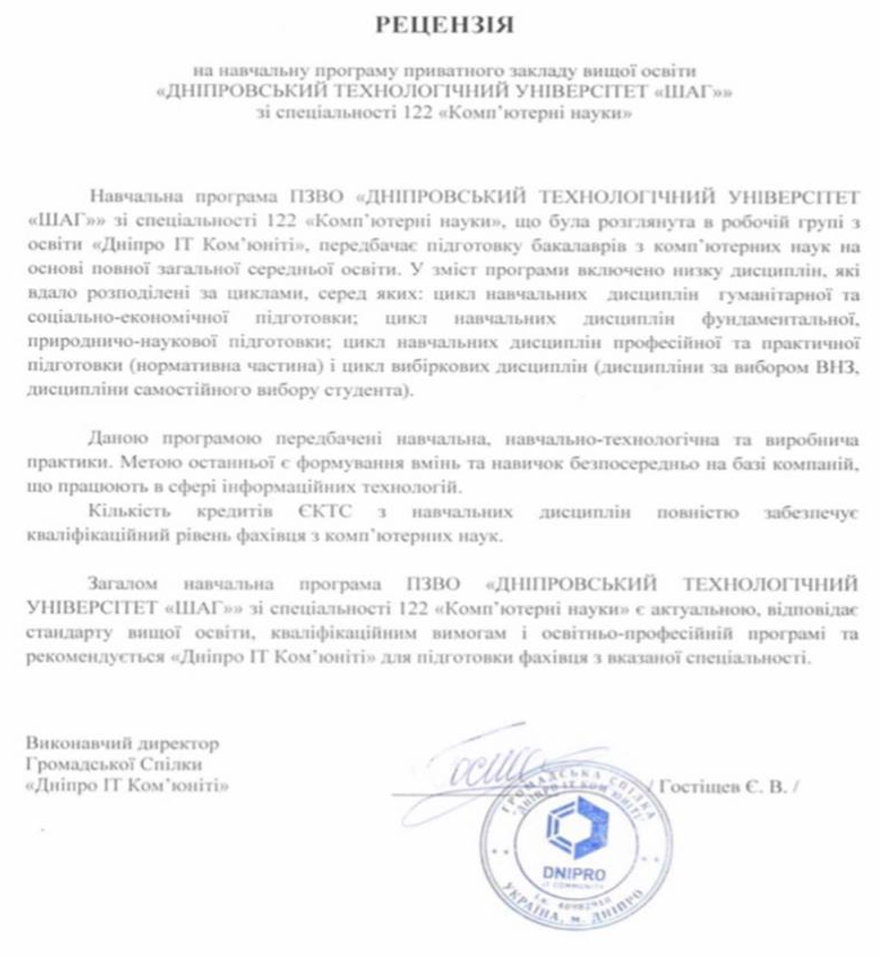 РЕЦЕНЗІЯ
на навчальну програму приватного закладу вищої освіти
«ДНІПРОВСЬКИЙ ТЕХНОЛОГІЧНИЙ УНІВЕРСІТЕТ «ШАГ»»
зі спеціальності 122 «Комп’ютерні науки»
Навчальна програма ПЗВО «ДНІПРОВСЬКИЙ ТЕХНОЛОГІЧНИЙ УНІВЕРСІТЕТ
«ШАГ»» зі спеціальності 122 «Комп’ютерні науки», що була розглянута в робочій групі з
освіти «Дніпро ІТ Ком’юніті», передбачає підготовку бакалаврів з комп’ютерних наук на
основі повної загальної середньої освіти. У зміст програми включено низку дисциплін, які
вдало розподілені за циклами, серед яких: цикл навчальних дисциплін гуманітарної та
соціально-економічної підготовки; цикл навчальних дисциплін фундаментальної,
природничо-наукової підготовки; цикл навчальних дисциплін професійної та практичної
підготовки (нормативна частина) і цикл вибіркових дисциплін (дисципліни за вибором ВНЗ,
дисципліни самостійного вибору студента).
Даною програмою передбачені навчальна, навчально-технологічна та виробнича
практики. Метою останньої є формування вмінь та навичок безпосередньо на базі компаній,
що працюють в сфері інформаційних технологій.
Кількість кредитів ЄКТС з навчальних дисциплін повністю забезпечує
кваліфікаційний рівень фахівця з комп’ютерних наук.
Загалом навчальна програма ПЗВО «ДНІПРОВСЬКИЙ ТЕХНОЛОГІЧНИЙ
УНІВЕРСІТЕТ «ШАГ»» зі спеціальності 122 «Комп’ютерні науки» є актуальною, відповідає
стандарту вищої освіти, кваліфікаційним вимогам і освітньо-професійній програмі та
рекомендується «Дніпро ІТ Ком’юніті» для підготовки фахівця з вказаної спеціальності.
Виконавчий директор
Громадської Спілки
«Дніпро ІТ Ком’юніті»
/ Гостіщев Є. В. /
ГРОМАДСЬКА СПІЛКА
"ДНІПРО ІТ КОМ'ЮНІТІ"
DNIPRO
IT COMMUNITY
УКРАЇНА, м. ДНІПРО